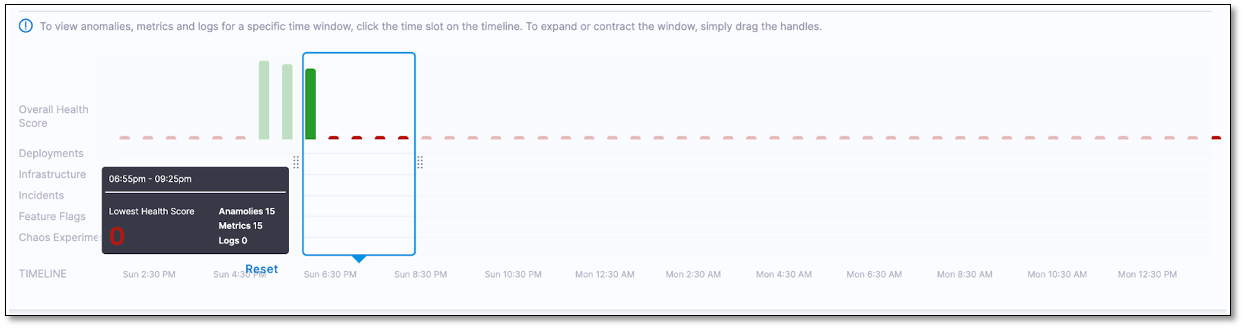 To view anomalies, metrics and logs for a specific time window, click the time slot on the timeline. To expand or contract the window, simply drag the handles.
Overall Health
Score
Deployments
Infrastructure
Incidents
Feature Flags
Chaos Experime
06:55pm - 09:25pm
Lowest Health Score
0
Anamolies 15
Metrics 15
Logs 0
Reset
TIMELINE
Sun 2:30 PM
Sun 4:30 PM
Sun 6:30 PM
Sun 8:30 PM
Sun 10:30 PM
Mon 12:30 AM
Mon 2:30 AM
Mon 4:30 AM
Mon 6:30 AM
Mon 8:30 AM
Mon 10:30 AM
Mon 12:30 PM